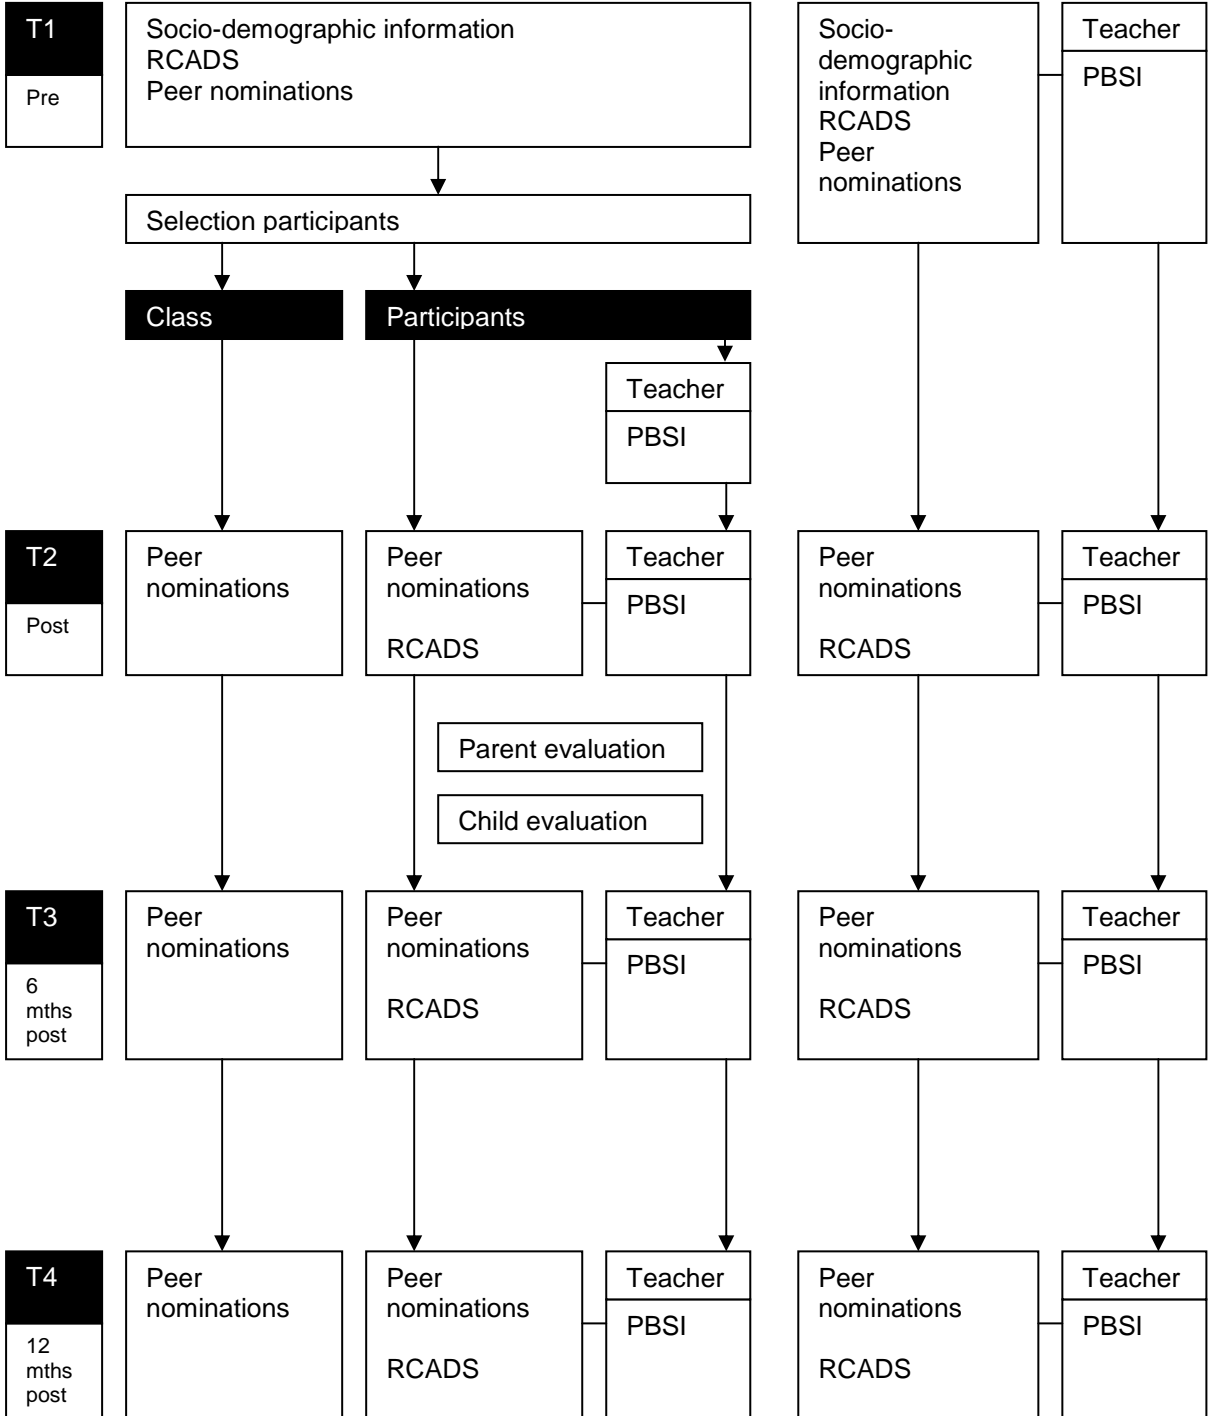 T1
Pre
Socio-demographic information
RCADS
Peer nominations
Socio-
demographic
information
RCADS
Peer
nominations
Teacher
PBSI
Selection participants
Class
Participants
Teacher
PBSI
T2
Post
Peer
nominations
Peer
nominations
RCADS
Teacher
PBSI
Peer
nominations
RCADS
Teacher
PBSI
Parent evaluation
Child evaluation
T3
6
mths
post
Peer
nominations
Peer
nominations
RCADS
Teacher
PBSI
Peer
nominations
RCADS
Teacher
PBSI
T4
12
mths
post
Peer
nominations
Peer
nominations
RCADS
Teacher
PBSI
Peer
nominations
RCADS
Teacher
PBSI